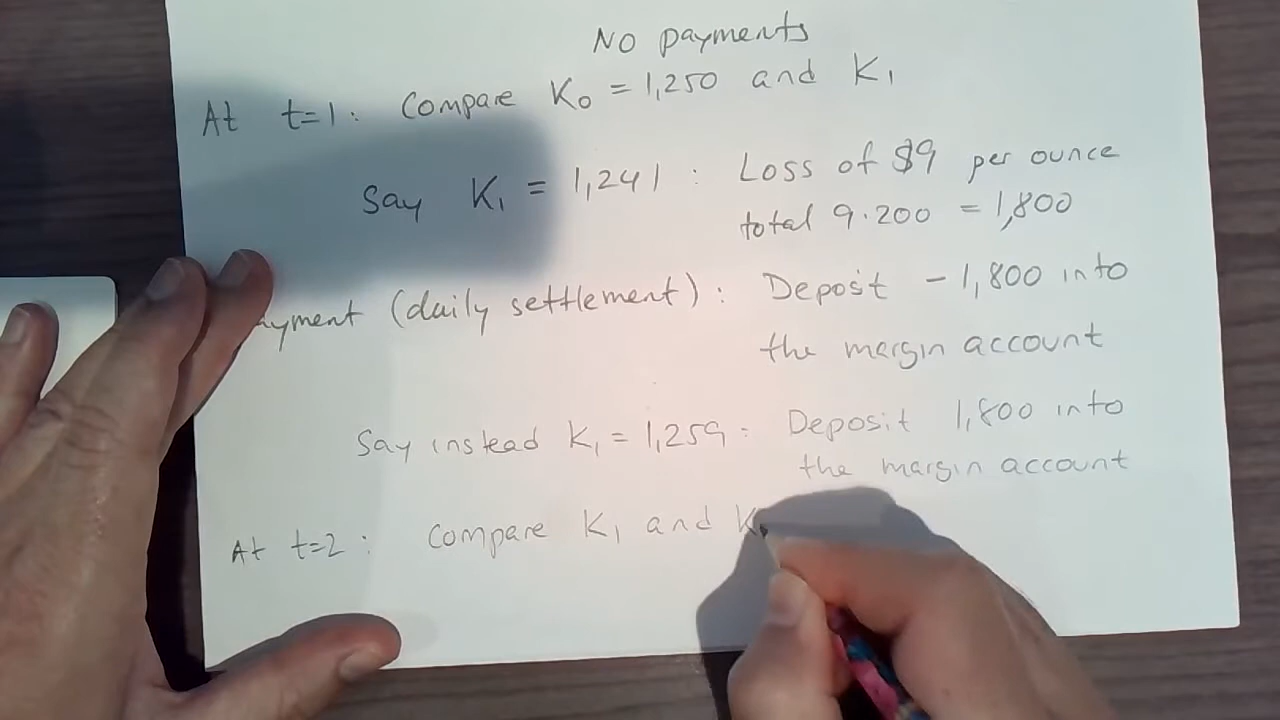 No payments
At t=1: Compare K₀ = 1,250 and K₁
Say K₁ = 1,241 : Loss of $9 per ounce
total 9·200 = 1,800
(daily settlement) : Deposit -1,800 into
the margin account
Say instead K₁ = 1,259: Deposit 1,800 into
the margin account
At t=2: Compare K₁ and K